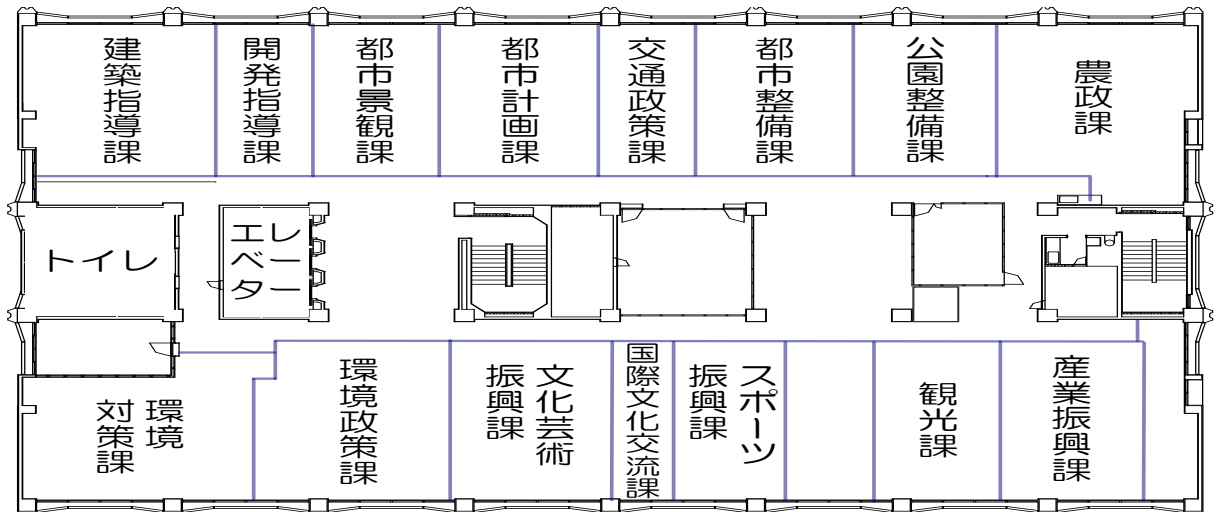 建築指導課
開発指導課
都市景観課
都市計画課
交通政策課
都市整備課
公園整備課
農政課
トイレ
エレ
ベー
ター
環境
対策課
環境政策課
文化芸術
振興課
国際文化交流課
スポーツ
振興課
観光課
産業振興課